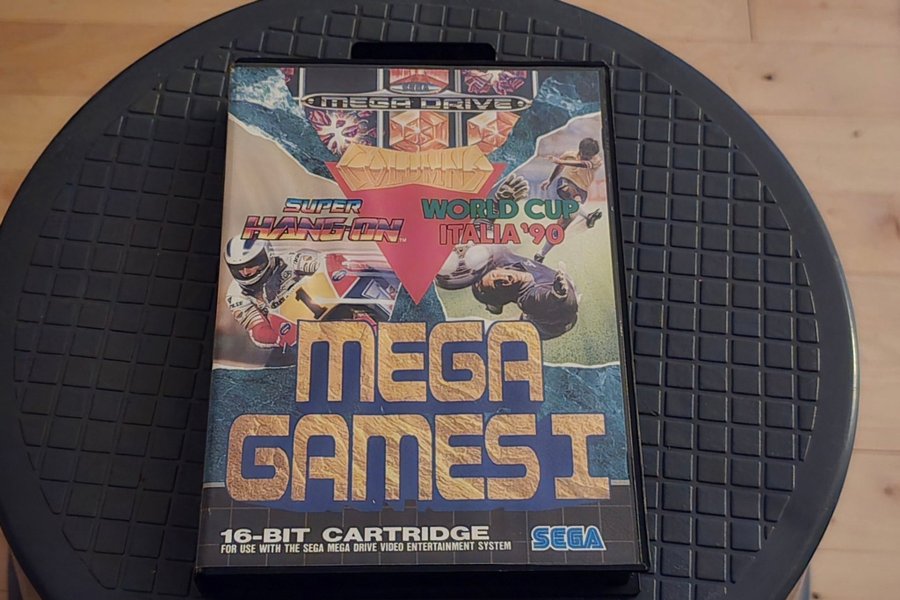 SEGA
MEGA DRIVE
COLUMNS
SUPER
HANG-ON™
WORLD CUP
ITALIA '90
MEGA
GAMES I
16-BIT CARTRIDGE
FOR USE WITH THE SEGA MEGA DRIVE VIDEO ENTERTAINMENT SYSTEM
SEGA